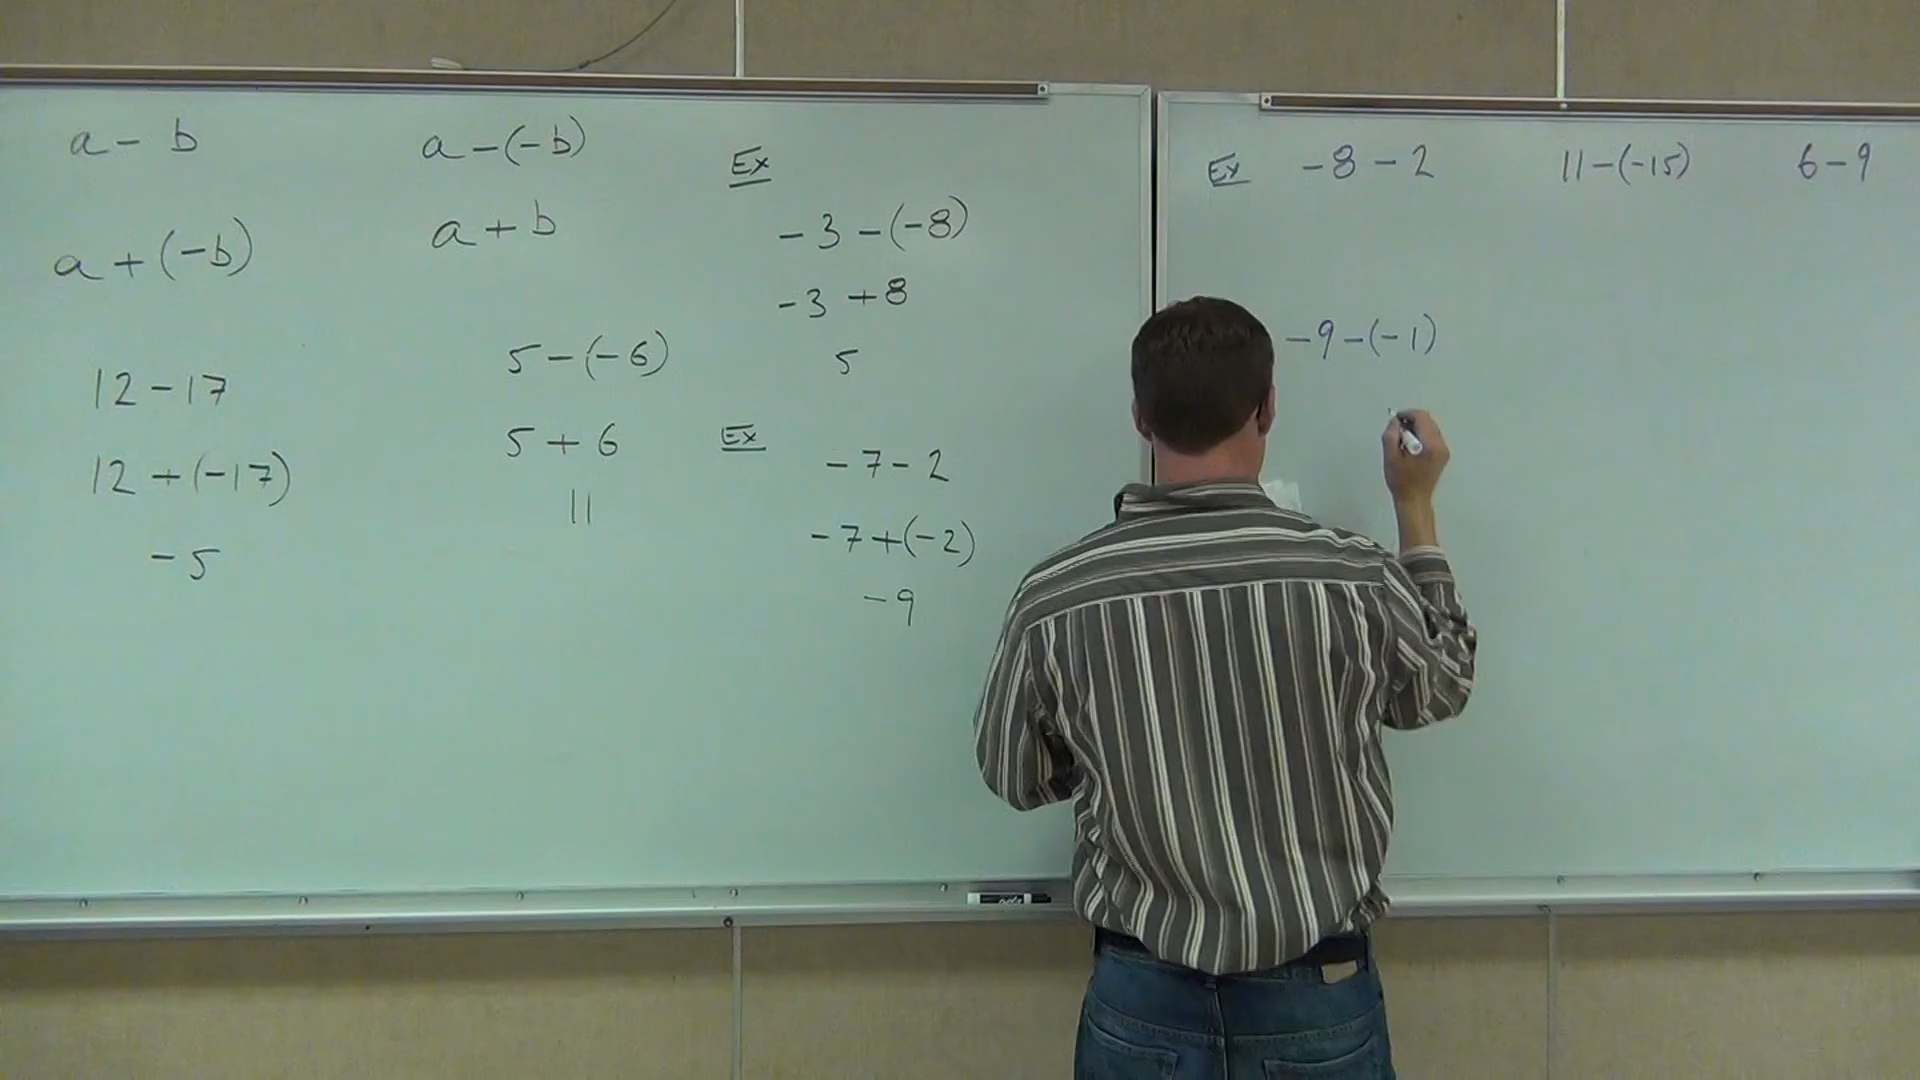 a - b
a + (-b)
12 - 17
12 + (-17)
-5
a - (-b)
a + b
5 - (-6)
5 + 6
11
Ex
-3 - (-8)
-3 + 8
5
Ex
-7 - 2
-7 + (-2)
-9
Ex -8 - 2 11 - (-15) 6 - 9
-9 - (-1)